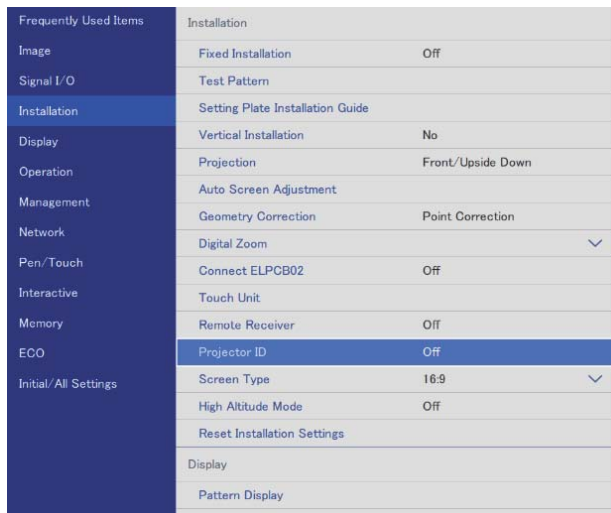 Frequently Used Items
Image
Signal I/O
Installation
Display
Operation
Management
Network
Pen/Touch
Interactive
Memory
ECO
Initial/All Settings
Installation
Fixed Installation Off
Test Pattern
Setting Plate Installation Guide
Vertical Installation No
Projection Front/Upside Down
Auto Screen Adjustment
Geometry Correction Point Correction
Digital Zoom
Connect ELPCB02 Off
Touch Unit
Remote Receiver Off
Projector ID Off
Screen Type 16:9
High Altitude Mode Off
Reset Installation Settings
Display
Pattern Display